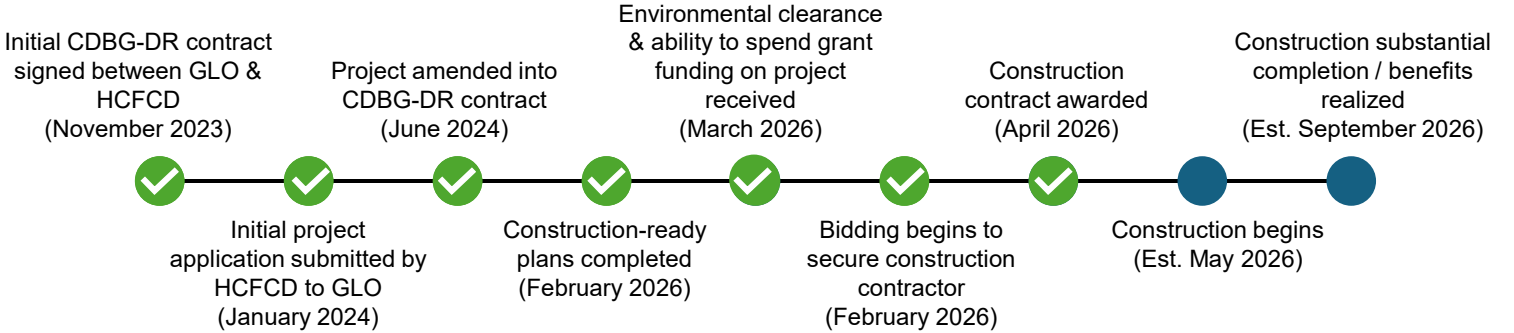 Initial CDBG-DR contract
signed between GLO &
HCFCD
(November 2023)
Initial project
application submitted by
HCFCD to GLO
(January 2024)
Project amended into
CDBG-DR contract
(June 2024)
Construction-ready
plans completed
(February 2026)
Environmental clearance
& ability to spend grant
funding on project
received
(March 2026)
Bidding begins to
secure construction
contractor
(February 2026)
Construction
contract awarded
(April 2026)
Construction begins
(Est. May 2026)
Construction substantial
completion / benefits
realized
(Est. September 2026)